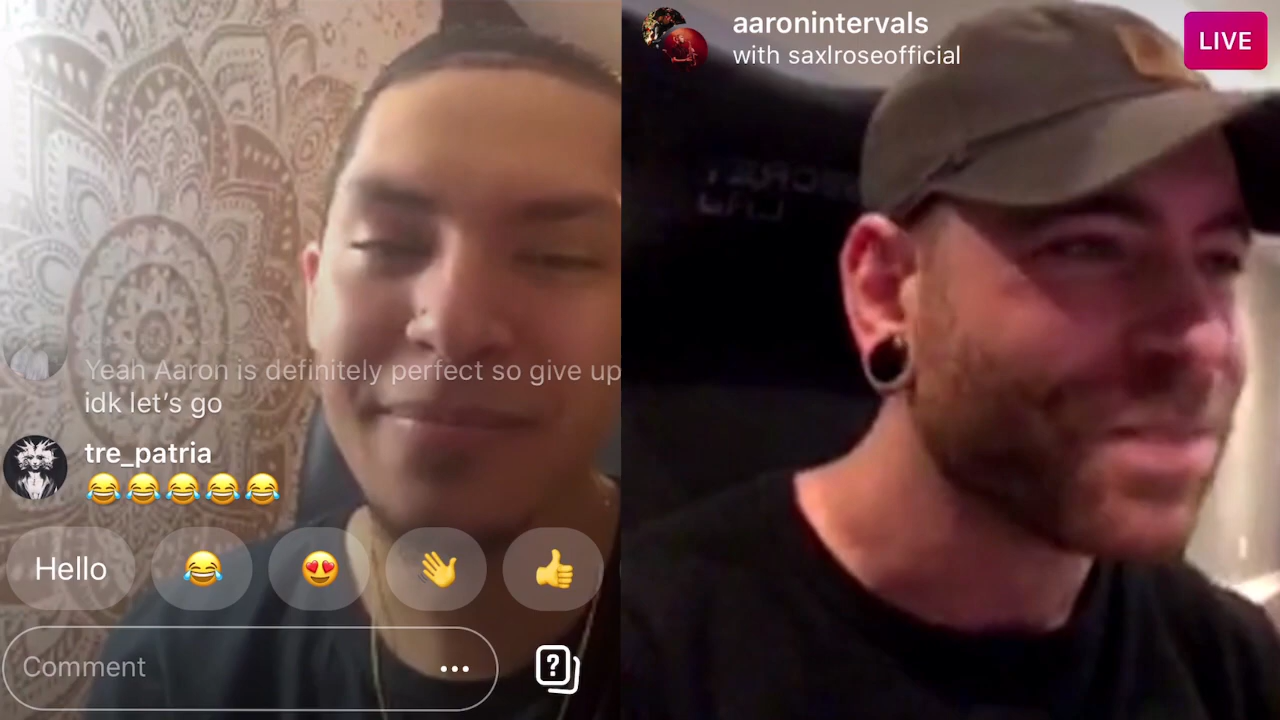 aaronintervals
with saxlroseofficial
LIVE
Yeah Aaron is definitely perfect so give up
idk let’s go
tre_patria
😂😂😂😂😂
Hello
😂
😍
👋
👍
Comment